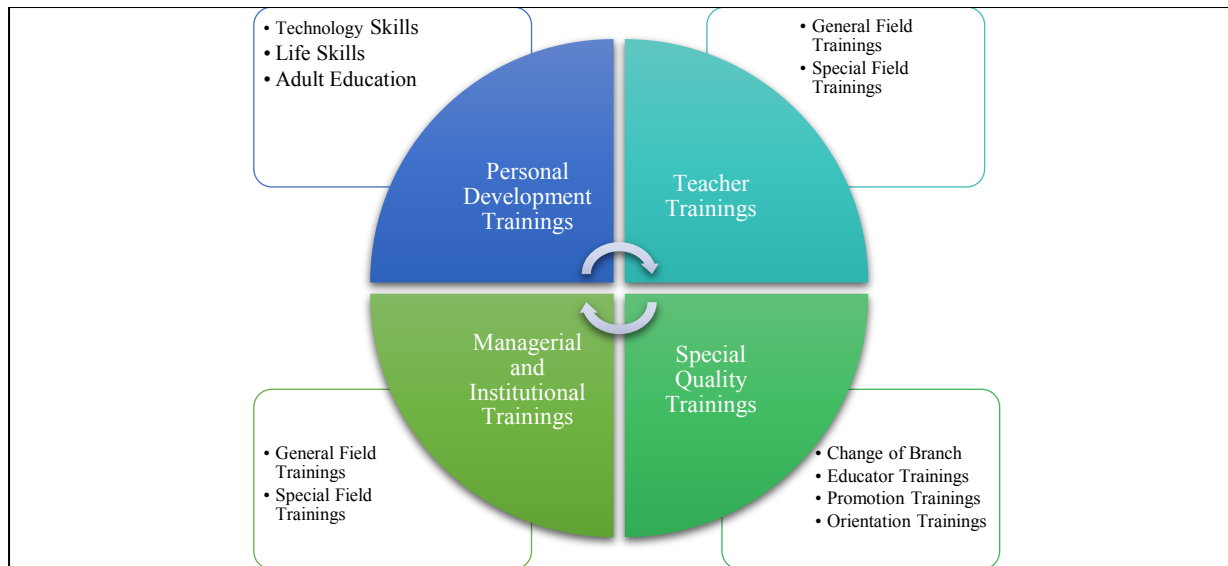 • Technology Skills
• Life Skills
• Adult Education
• General Field
Trainings
• Special Field
Trainings
Personal
Development
Trainings
Teacher
Trainings
Managerial
and
Institutional
Trainings
Special
Quality
Trainings
• General Field
Trainings
• Special Field
Trainings
• Change of Branch
• Educator Trainings
• Promotion Trainings
• Orientation Trainings